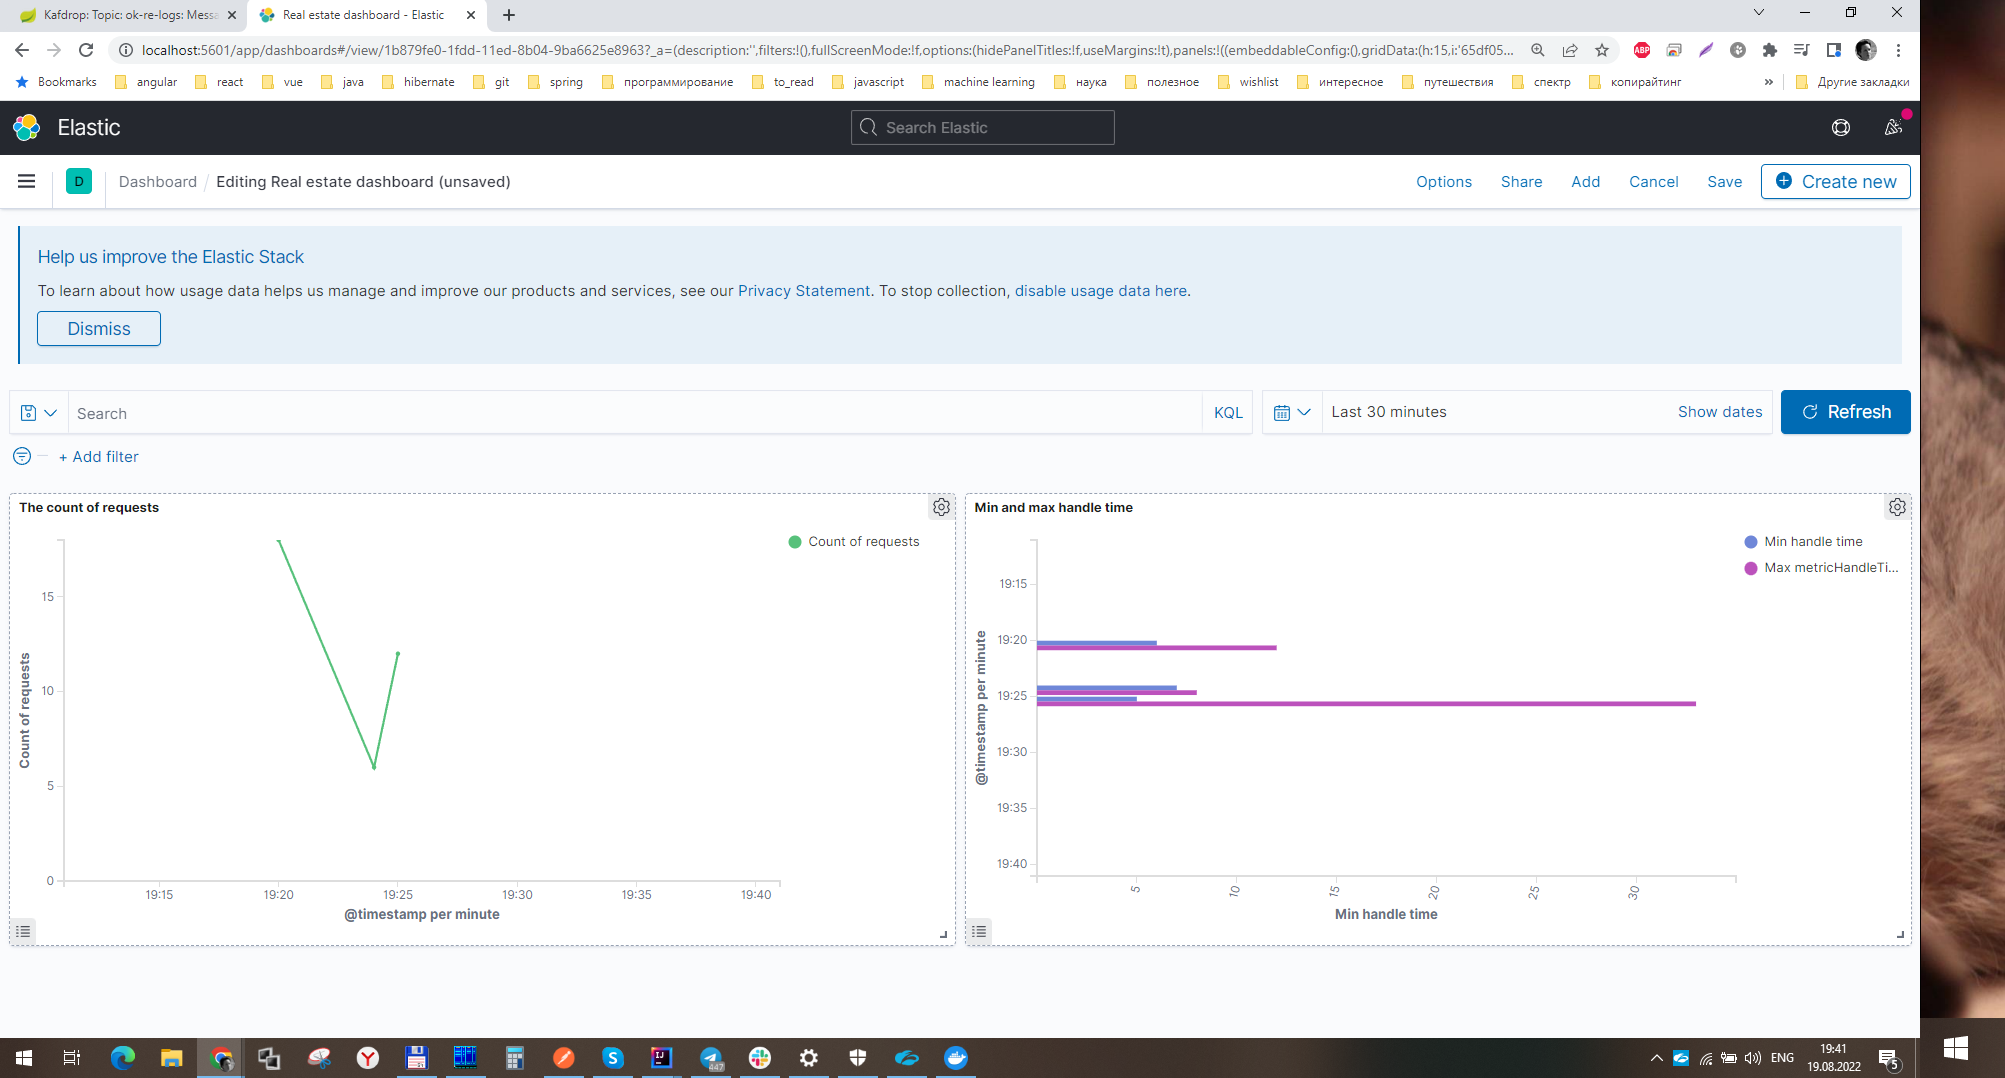 Kafdrop: Topic: ok-re-logs: Messa
Real estate dashboard - Elastic
localhost:5601/app/dashboards#/view/1b879fe0-1fdd-11ed-8b04-9ba6625e8963?_a=(description:'',filters:!(),fullScreenMode:!f,options:(hidePanelTitles:!f,useMargins:!t),panels:!((embeddableConfig:(),gridData:(h:15,i:'65df05...
ABP
Bookmarks angular react vue java hibernate git spring программирование to_read javascript machine learning наука полезное wishlist интересное путешествия спектр копирайтинг » Другие закладки
Elastic
Search Elastic
D
Dashboard / Editing Real estate dashboard (unsaved)
Options Share Add Cancel Save Create new
Help us improve the Elastic Stack
To learn about how usage data helps us manage and improve our products and services, see our Privacy Statement. To stop collection, disable usage data here.
Dismiss
Search
KQL
Last 30 minutes
Show dates
Refresh
+ Add filter
The count of requests
Count of requests
Count of requests
15
10
5
0
19:15 19:20 19:25 19:30 19:35 19:40
@timestamp per minute
Min and max handle time
Min handle time
Max metricHandleTi...
@timestamp per minute
19:15
19:20
19:25
19:30
19:35
19:40
5 10 15 20 25 30
Min handle time
447
ENG
19:41
19.08.2022
5